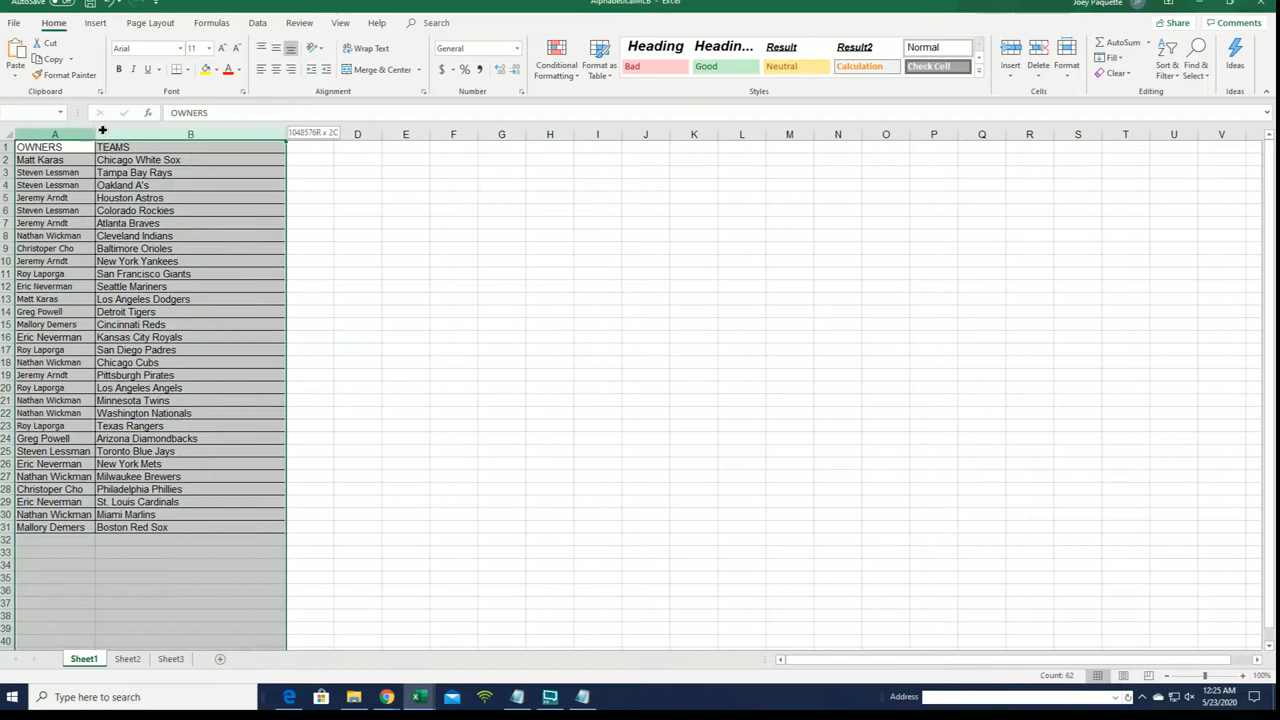 AutoSave Off AlphabeticalMLB - Excel Joey Paquette
File Home Insert Page Layout Formulas Data Review View Help Search Share Comments
Paste Cut Copy Format Painter Clipboard
Arial 11 A A B I U A Font
Wrap Text Merge & Center Alignment
General $ % , Number
Conditional Formatting Format as Table
Heading Headin... Result Result2 Normal
Bad Good Neutral Calculation Check Cell
Styles
Insert Delete Format Cells
AutoSum Fill Clear Sort & Filter Find & Select Editing
Ideas Ideas
fx OWNERS
1048576R x 2C
A B D E F G H I J K L M N O P Q R S T U V
1 OWNERS TEAMS
2 Matt Karas Chicago White Sox
3 Steven Lessman Tampa Bay Rays
4 Steven Lessman Oakland A's
5 Jeremy Arndt Houston Astros
6 Steven Lessman Colorado Rockies
7 Jeremy Arndt Atlanta Braves
8 Nathan Wickman Cleveland Indians
9 Christoper Cho Baltimore Orioles
10 Jeremy Arndt New York Yankees
11 Roy Laporga San Francisco Giants
12 Eric Neverman Seattle Mariners
13 Matt Karas Los Angeles Dodgers
14 Greg Powell Detroit Tigers
15 Mallory Demers Cincinnati Reds
16 Eric Neverman Kansas City Royals
17 Roy Laporga San Diego Padres
18 Nathan Wickman Chicago Cubs
19 Jeremy Arndt Pittsburgh Pirates
20 Roy Laporga Los Angeles Angels
21 Nathan Wickman Minnesota Twins
22 Nathan Wickman Washington Nationals
23 Roy Laporga Texas Rangers
24 Greg Powell Arizona Diamondbacks
25 Steven Lessman Toronto Blue Jays
26 Eric Neverman New York Mets
27 Nathan Wickman Milwaukee Brewers
28 Christoper Cho Philadelphia Phillies
29 Eric Neverman St. Louis Cardinals
30 Nathan Wickman Miami Marlins
31 Mallory Demers Boston Red Sox
32
33
34
35
36
37
38
39
40
Sheet1 Sheet2 Sheet3
Count: 62 100%
Type here to search Address 12:25 AM
5/23/2020